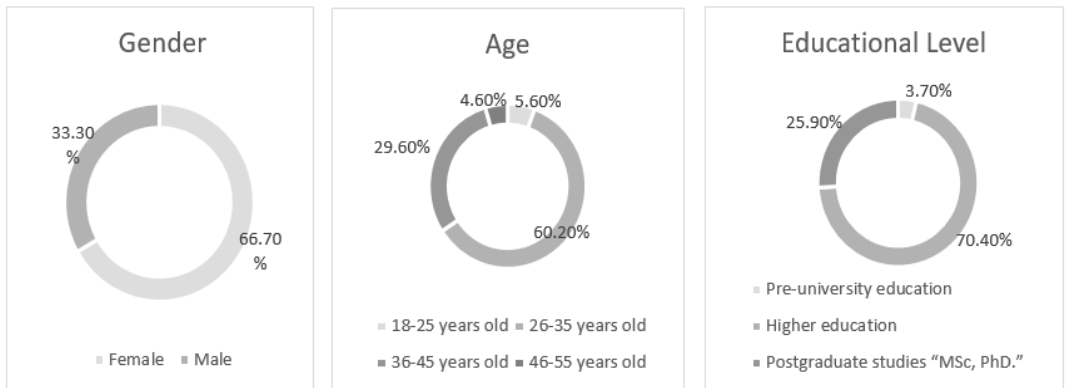 Gender
33.30
%
66.70
%
Female Male
Age
4.60% 5.60%
29.60%
60.20%
18-25 years old 26-35 years old
36-45 years old 46-55 years old
Educational Level
3.70%
25.90%
70.40%
Pre-university education
Higher education
Postgraduate studies “MSc, PhD.”